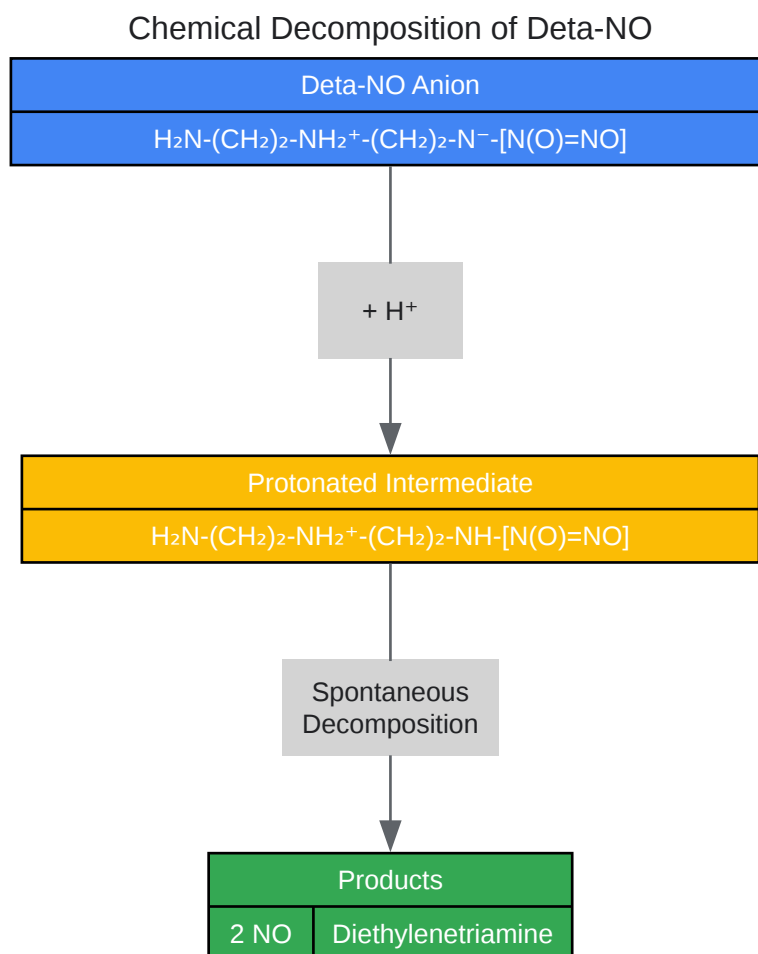 Chemical Decomposition of Deta-NO
Deta-NO Anion
H₂N-(CH₂)₂-NH₂⁺-(CH₂)₂-N⁻-[N(O)=NO]
+ H⁺
Protonated Intermediate
H₂N-(CH₂)₂-NH₂⁺-(CH₂)₂-NH-[N(O)=NO]
Spontaneous
Decomposition
Products
2 NO
Diethylenetriamine